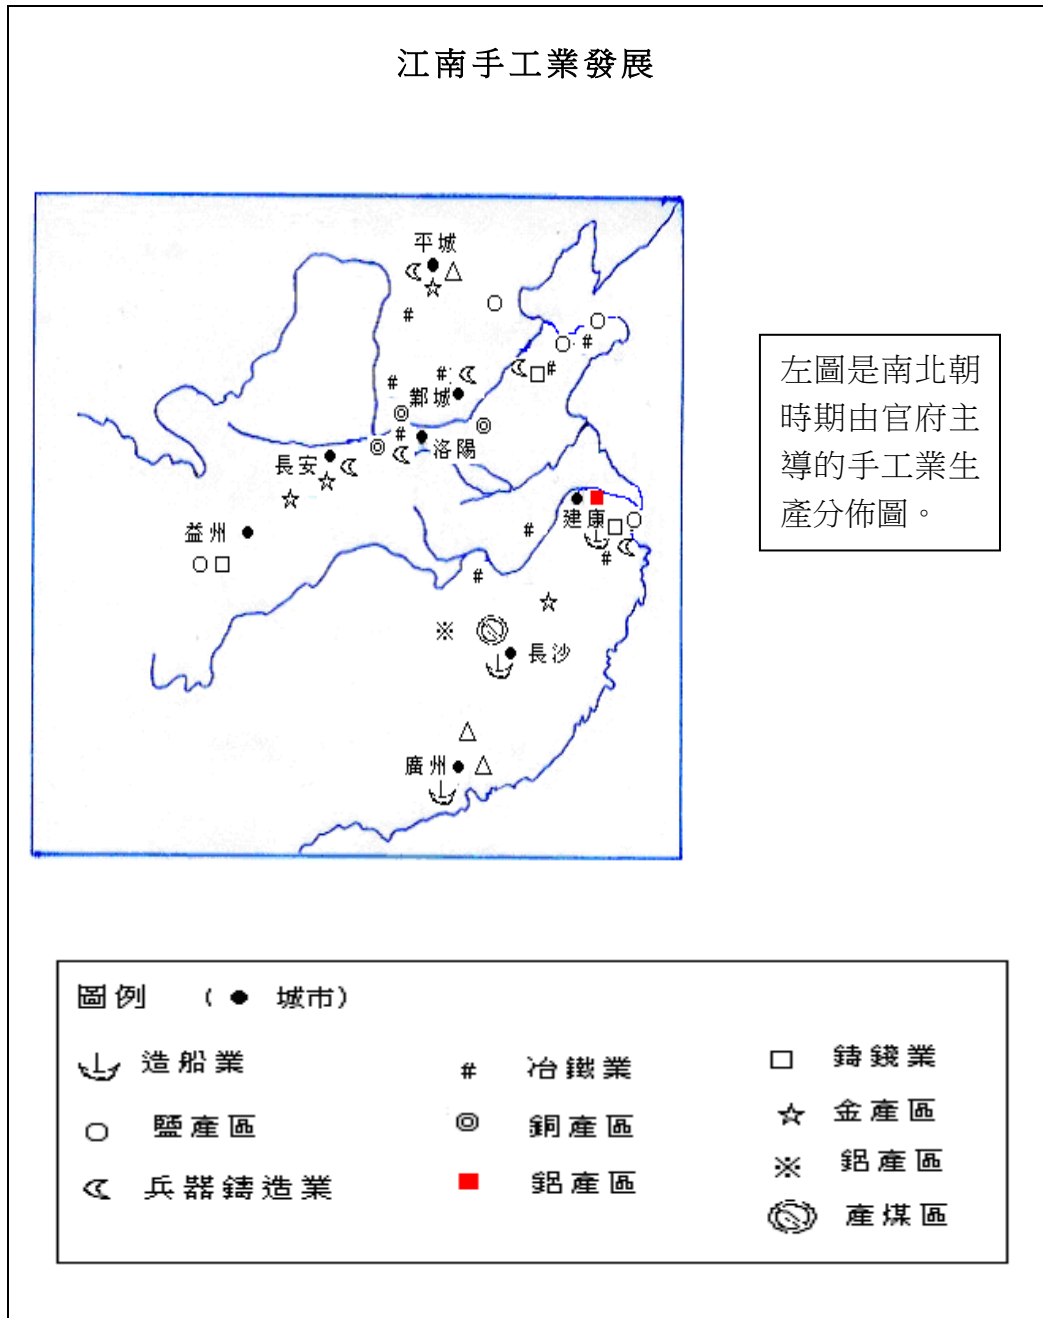 江南手工業發展
平城
鄴城
洛陽
長安
益州
建康
長沙
廣州
左圖是南北朝
時期由官府主
導的手工業生
產分佈圖。
圖例 (● 城市)
造船業
# 冶鐵業
□ 鑄錢業
○ 鹽產區
◎ 銅產區
☆ 金產區
兵器鑄造業
■ 鋁產區
※ 鋁產區
產煤區